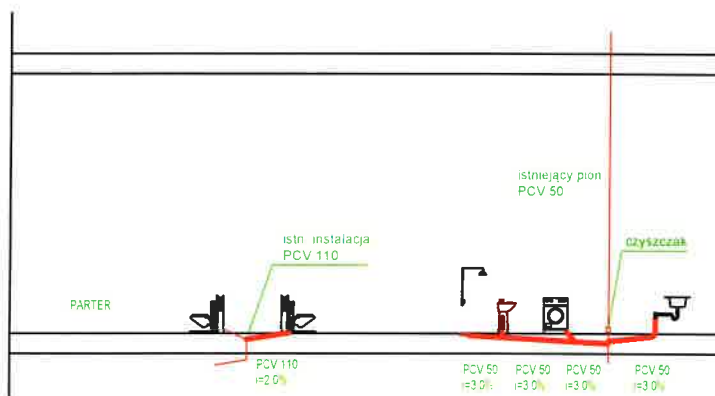 istniejący pion
PCV 50
istn. instalacja
PCV 110
czyszczak
PARTER
PCV 110
i=2.0%
PCV 50
i=3.0%
PCV 50
i=3.0%
PCV 50
i=3.0%
PCV 50
i=3.0%